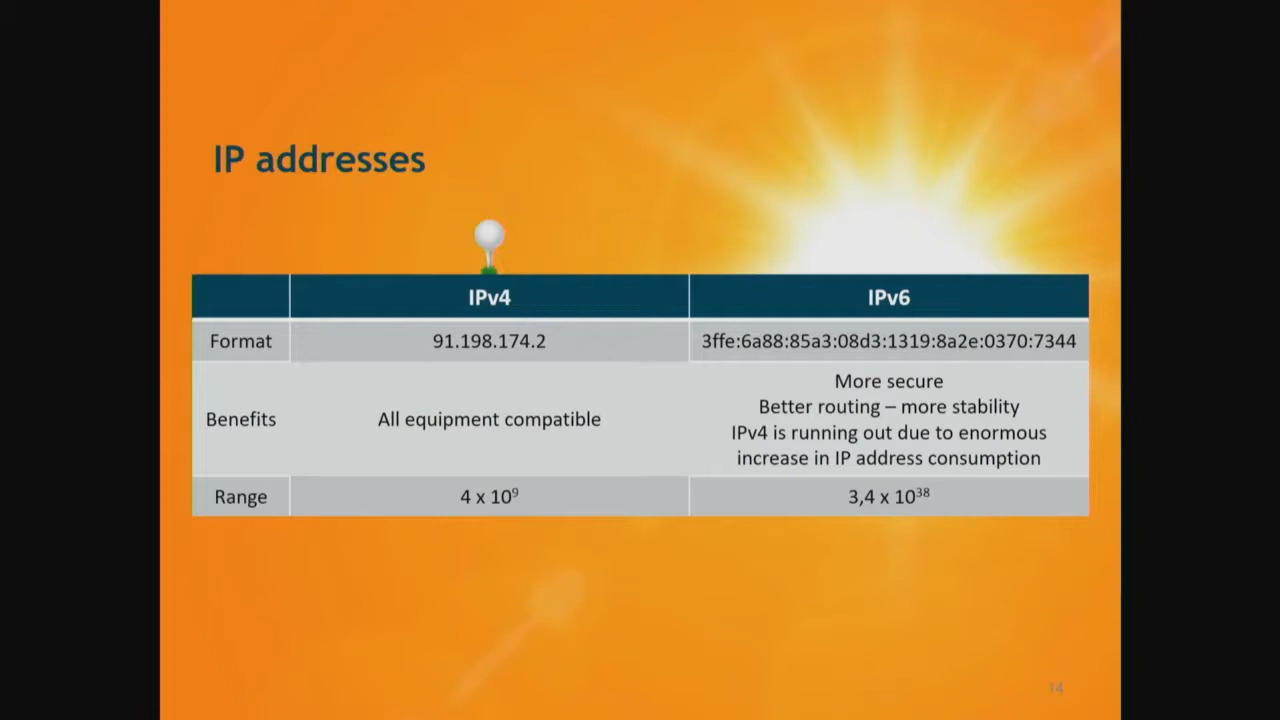 IP addresses
IPv4 IPv6
Format 91.198.174.2 3ffe:6a88:85a3:08d3:1319:8a2e:0370:7344
Benefits All equipment compatible
More secure
Better routing – more stability
IPv4 is running out due to enormous
increase in IP address consumption
Range 4 x 10⁹ 3,4 x 10³⁸
14